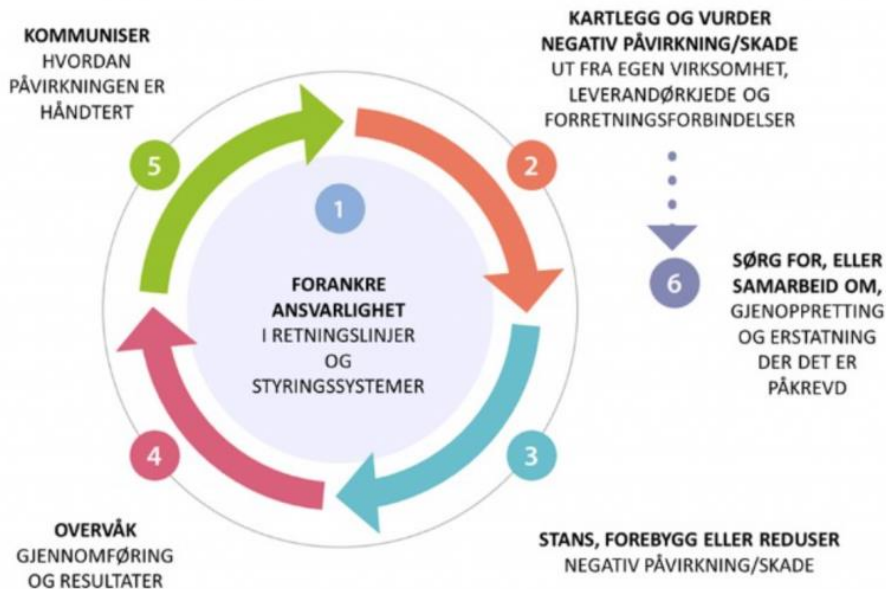 KOMMUNISER
HVORDAN
PÅVIRKNINGEN ER
HÅNDTERT
5
KARTLEGG OG VURDER
NEGATIV PÅVIRKNING/SKADE
UT FRA EGEN VIRKSOMHET,
LEVERANDØRKJEDE OG
FORRETNINGSFORBINDELSER
2
1
FORANKRE
ANSVARLIGHET
I RETNINGSLINJER
OG
STYRINGSSYSTEMER
6
SØRG FOR, ELLER
SAMARBEID OM,
GJENOPPRETTING
OG ERSTATNING
DER DET ER
PÅKREVD
4
OVERVÅK
GJENNOMFØRING
OG RESULTATER
3
STANS, FOREBYGG ELLER REDUSER
NEGATIV PÅVIRKNING/SKADE